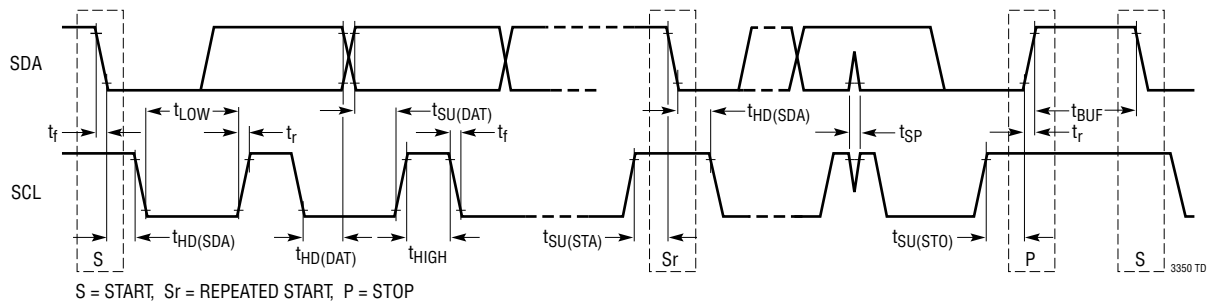 SDA
tLOW
tSU(DAT)
tHD(SDA)
tBUF
tf
tr
tf
tSP
tr
SCL
tHD(SDA)
tHD(DAT)
tHIGH
tSU(STA)
tSU(STO)
S
Sr
P
S
3350 TD
S = START, Sr = REPEATED START, P = STOP